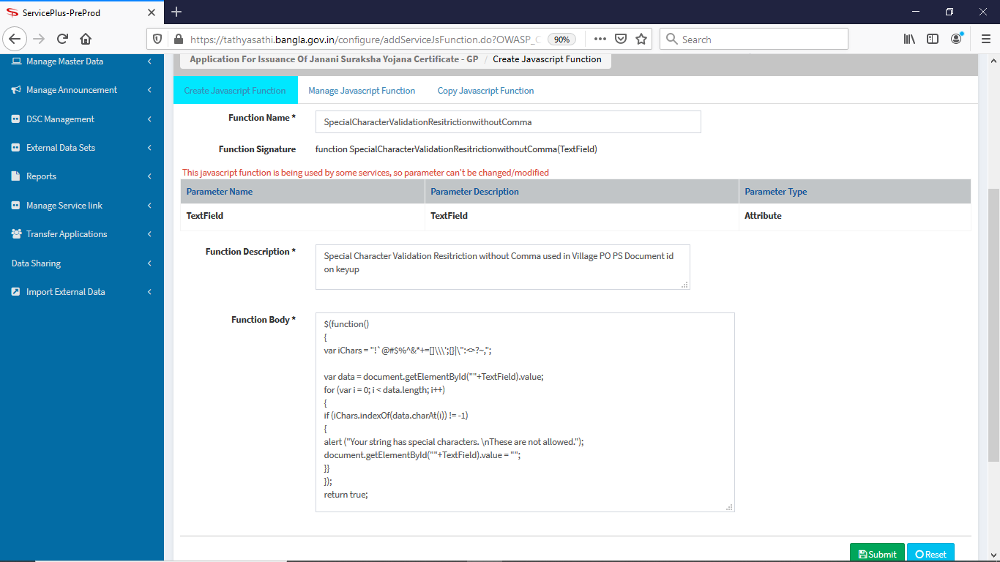 ServicePlus-PreProd
https://tathyasathi.bangla.gov.in/configure/addServiceJsFunction.do?OWASP_C
90%
Search
Application For Issuance Of Janani Suraksha Yojana Certificate - GP / Create Javascript Function
Manage Master Data
Manage Announcement
DSC Management
External Data Sets
Reports
Manage Service link
Transfer Applications
Data Sharing
Import External Data
Create Javascript Function Manage Javascript Function Copy Javascript Function
Function Name * SpecialCharacterValidationResitrictionwithoutComma
Function Signature function SpecialCharacterValidationResitrictionwithoutComma(TextField)
This javascript function is being used by some services, so parameter can't be changed/modified
Parameter Name Parameter Description Parameter Type
TextField TextField Attribute
Function Description * Special Character Validation Resitriction without Comma used in Village PO PS Document id
on keyup
Function Body * $(function()
{
var iChars = "!`@#$%^&*+=[]\\\';{}|\":<>?~,";
var data = document.getElementById(""+TextField).value;
for (var i = 0; i < data.length; i++)
{
if (iChars.indexOf(data.charAt(i)) != -1)
{
alert ("Your string has special characters. \nThese are not allowed.");
document.getElementById(""+TextField).value = "";
}}
});
return true;
Submit Reset